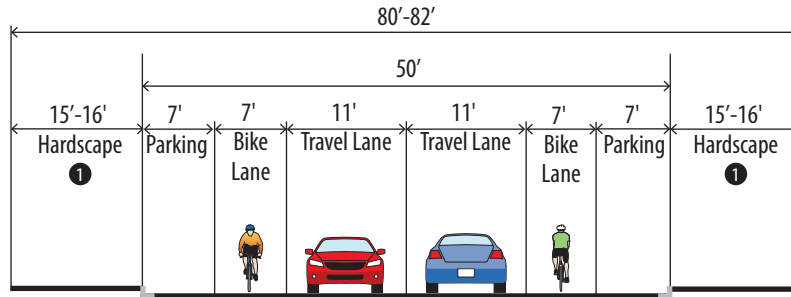 80’-82’
50’
15’-16’ 7' 7' 11' 11' 7' 7' 15’-16'
Hardscape Parking Bike Travel Lane Travel Lane Bike Parking Hardscape
1 Lane Lane 1